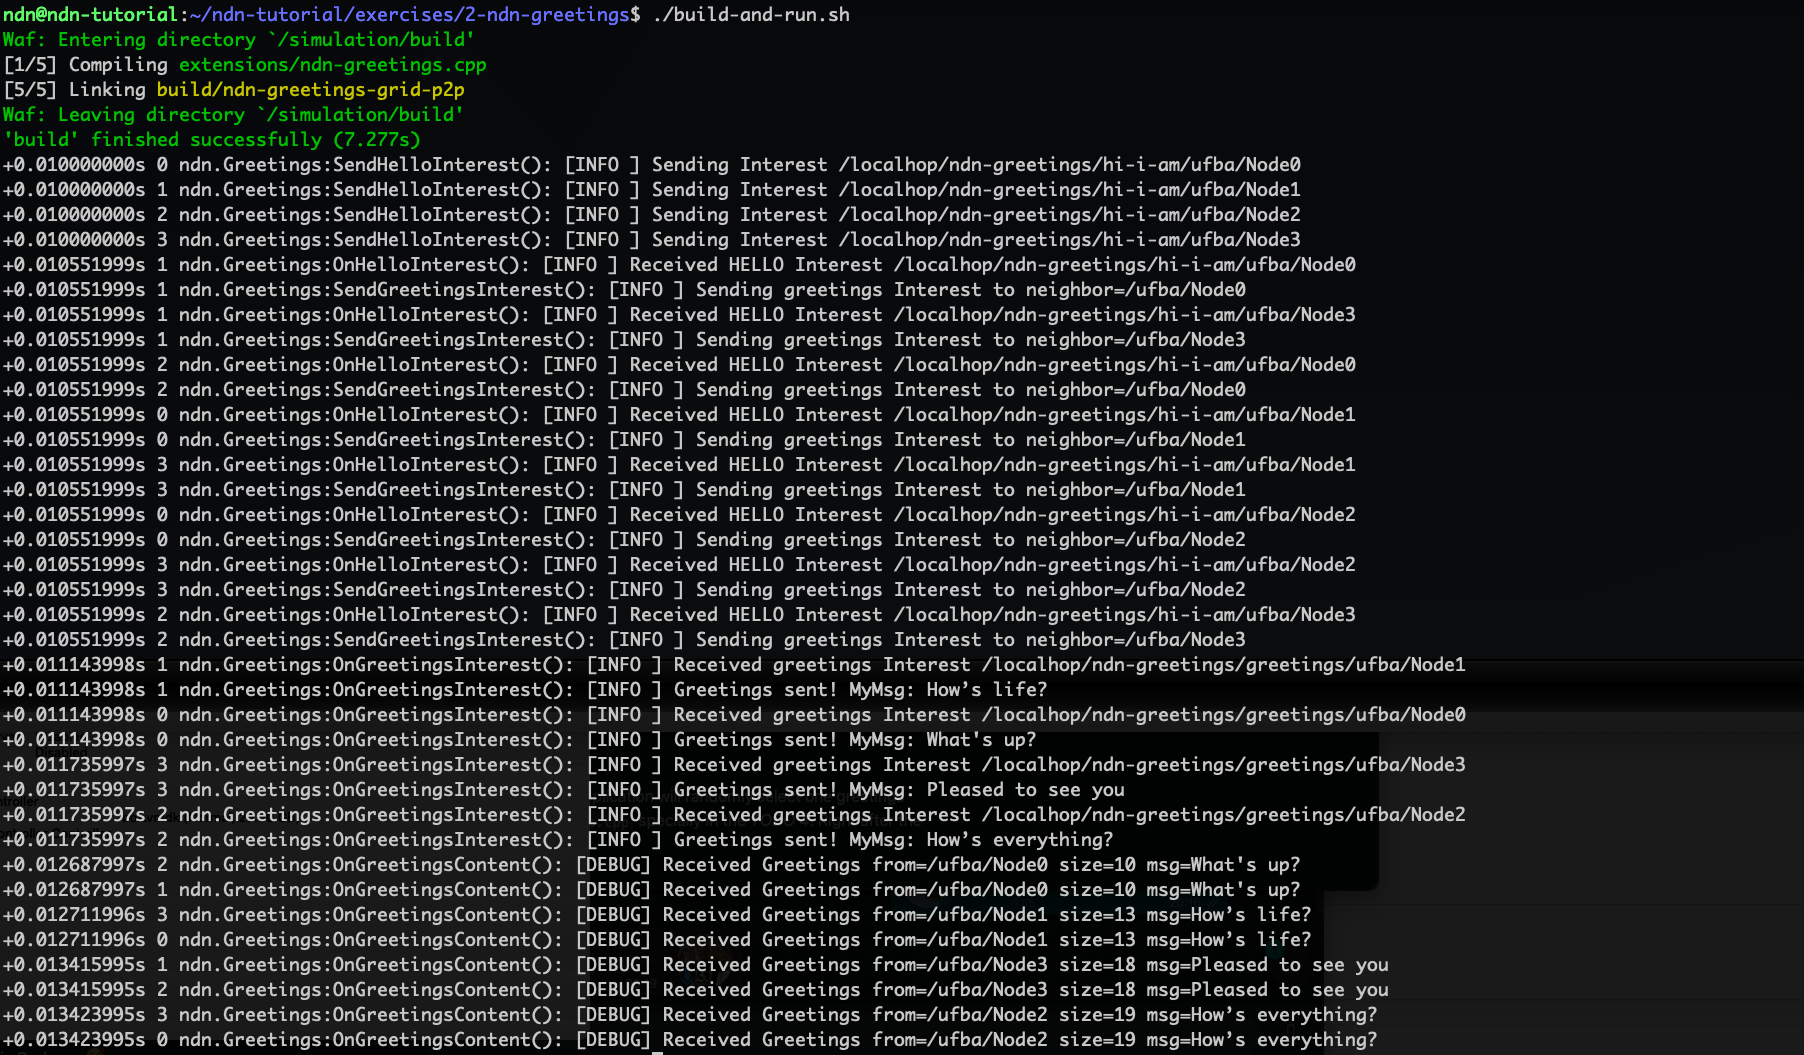 ndn@ndn-tutorial:~/ndn-tutorial/exercises/2-ndn-greetings$ ./build-and-run.sh
Waf: Entering directory `/simulation/build'
[1/5] Compiling extensions/ndn-greetings.cpp
[5/5] Linking build/ndn-greetings-grid-p2p
Waf: Leaving directory `/simulation/build'
'build' finished successfully (7.277s)
+0.010000000s 0 ndn.Greetings:SendHelloInterest(): [INFO ] Sending Interest /localhop/ndn-greetings/hi-i-am/ufba/Node0
+0.010000000s 1 ndn.Greetings:SendHelloInterest(): [INFO ] Sending Interest /localhop/ndn-greetings/hi-i-am/ufba/Node1
+0.010000000s 2 ndn.Greetings:SendHelloInterest(): [INFO ] Sending Interest /localhop/ndn-greetings/hi-i-am/ufba/Node2
+0.010000000s 3 ndn.Greetings:SendHelloInterest(): [INFO ] Sending Interest /localhop/ndn-greetings/hi-i-am/ufba/Node3
+0.010551999s 1 ndn.Greetings:OnHelloInterest(): [INFO ] Received HELLO Interest /localhop/ndn-greetings/hi-i-am/ufba/Node0
+0.010551999s 1 ndn.Greetings:SendGreetingsInterest(): [INFO ] Sending greetings Interest to neighbor=/ufba/Node0
+0.010551999s 1 ndn.Greetings:OnHelloInterest(): [INFO ] Received HELLO Interest /localhop/ndn-greetings/hi-i-am/ufba/Node3
+0.010551999s 1 ndn.Greetings:SendGreetingsInterest(): [INFO ] Sending greetings Interest to neighbor=/ufba/Node3
+0.010551999s 2 ndn.Greetings:OnHelloInterest(): [INFO ] Received HELLO Interest /localhop/ndn-greetings/hi-i-am/ufba/Node0
+0.010551999s 2 ndn.Greetings:SendGreetingsInterest(): [INFO ] Sending greetings Interest to neighbor=/ufba/Node0
+0.010551999s 0 ndn.Greetings:OnHelloInterest(): [INFO ] Received HELLO Interest /localhop/ndn-greetings/hi-i-am/ufba/Node1
+0.010551999s 0 ndn.Greetings:SendGreetingsInterest(): [INFO ] Sending greetings Interest to neighbor=/ufba/Node1
+0.010551999s 3 ndn.Greetings:OnHelloInterest(): [INFO ] Received HELLO Interest /localhop/ndn-greetings/hi-i-am/ufba/Node1
+0.010551999s 3 ndn.Greetings:SendGreetingsInterest(): [INFO ] Sending greetings Interest to neighbor=/ufba/Node1
+0.010551999s 0 ndn.Greetings:OnHelloInterest(): [INFO ] Received HELLO Interest /localhop/ndn-greetings/hi-i-am/ufba/Node2
+0.010551999s 0 ndn.Greetings:SendGreetingsInterest(): [INFO ] Sending greetings Interest to neighbor=/ufba/Node2
+0.010551999s 3 ndn.Greetings:OnHelloInterest(): [INFO ] Received HELLO Interest /localhop/ndn-greetings/hi-i-am/ufba/Node2
+0.010551999s 3 ndn.Greetings:SendGreetingsInterest(): [INFO ] Sending greetings Interest to neighbor=/ufba/Node2
+0.010551999s 2 ndn.Greetings:OnHelloInterest(): [INFO ] Received HELLO Interest /localhop/ndn-greetings/hi-i-am/ufba/Node3
+0.010551999s 2 ndn.Greetings:SendGreetingsInterest(): [INFO ] Sending greetings Interest to neighbor=/ufba/Node3
+0.011143998s 1 ndn.Greetings:OnGreetingsInterest(): [INFO ] Received greetings Interest /localhop/ndn-greetings/greetings/ufba/Node1
+0.011143998s 1 ndn.Greetings:OnGreetingsInterest(): [INFO ] Greetings sent! MyMsg: How’s life?
+0.011143998s 0 ndn.Greetings:OnGreetingsInterest(): [INFO ] Received greetings Interest /localhop/ndn-greetings/greetings/ufba/Node0
+0.011143998s 0 ndn.Greetings:OnGreetingsInterest(): [INFO ] Greetings sent! MyMsg: What's up?
+0.011735997s 3 ndn.Greetings:OnGreetingsInterest(): [INFO ] Received greetings Interest /localhop/ndn-greetings/greetings/ufba/Node3
+0.011735997s 3 ndn.Greetings:OnGreetingsInterest(): [INFO ] Greetings sent! MyMsg: Pleased to see you
+0.011735997s 2 ndn.Greetings:OnGreetingsInterest(): [INFO ] Received greetings Interest /localhop/ndn-greetings/greetings/ufba/Node2
+0.011735997s 2 ndn.Greetings:OnGreetingsInterest(): [INFO ] Greetings sent! MyMsg: How’s everything?
+0.012687997s 2 ndn.Greetings:OnGreetingsContent(): [DEBUG] Received Greetings from=/ufba/Node0 size=10 msg=What's up?
+0.012687997s 1 ndn.Greetings:OnGreetingsContent(): [DEBUG] Received Greetings from=/ufba/Node0 size=10 msg=What's up?
+0.012711996s 3 ndn.Greetings:OnGreetingsContent(): [DEBUG] Received Greetings from=/ufba/Node1 size=13 msg=How’s life?
+0.012711996s 0 ndn.Greetings:OnGreetingsContent(): [DEBUG] Received Greetings from=/ufba/Node1 size=13 msg=How’s life?
+0.013415995s 1 ndn.Greetings:OnGreetingsContent(): [DEBUG] Received Greetings from=/ufba/Node3 size=18 msg=Pleased to see you
+0.013415995s 2 ndn.Greetings:OnGreetingsContent(): [DEBUG] Received Greetings from=/ufba/Node3 size=18 msg=Pleased to see you
+0.013423995s 3 ndn.Greetings:OnGreetingsContent(): [DEBUG] Received Greetings from=/ufba/Node2 size=19 msg=How’s everything?
+0.013423995s 0 ndn.Greetings:OnGreetingsContent(): [DEBUG] Received Greetings from=/ufba/Node2 size=19 msg=How’s everything?